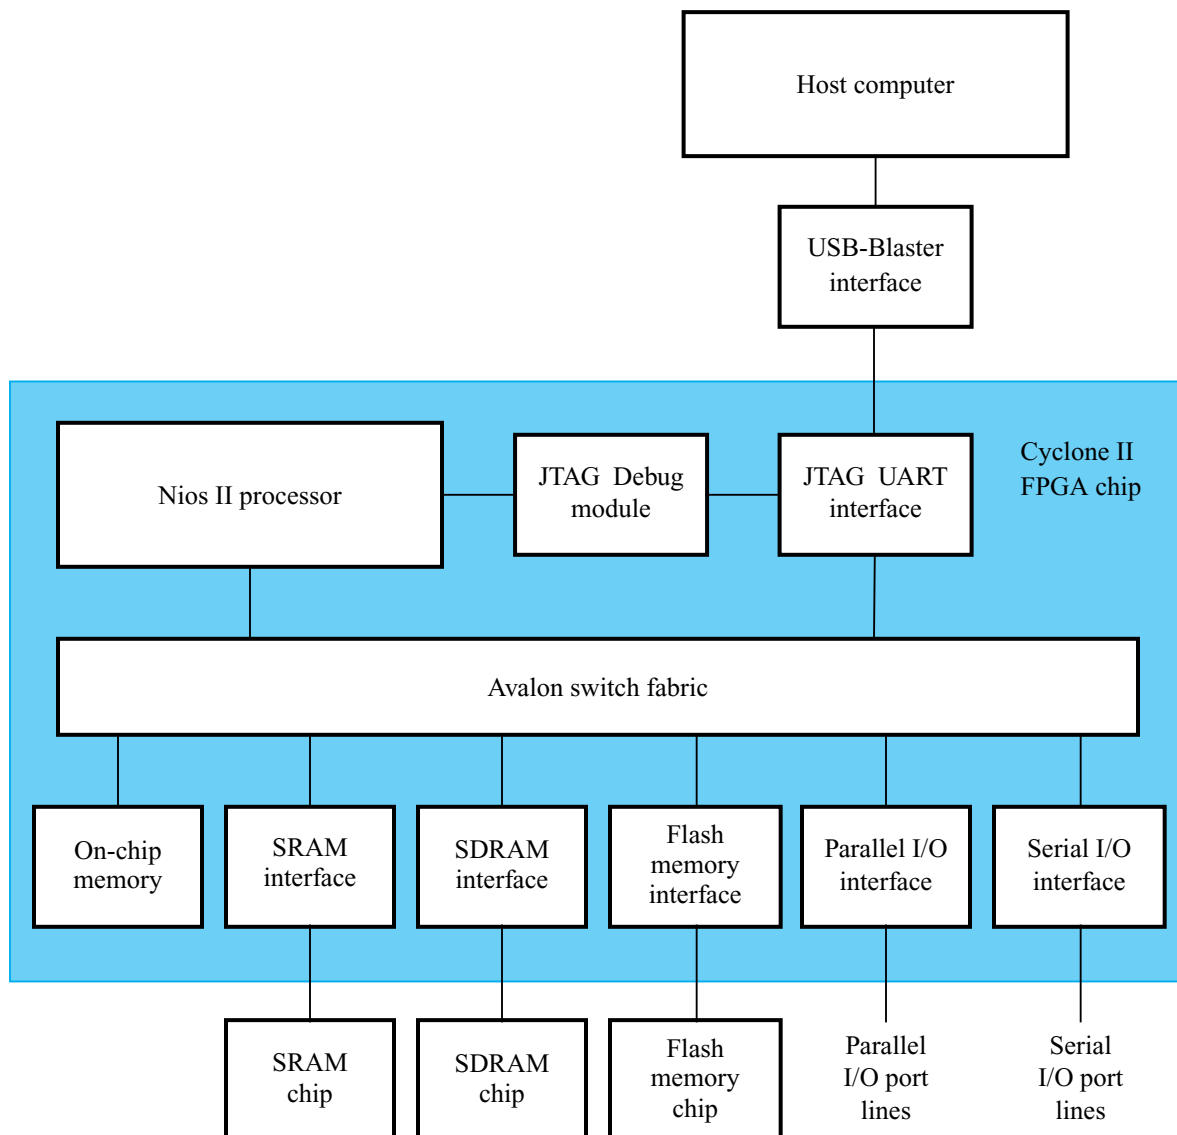 Host computer
USB-Blaster
interface
Cyclone II
FPGA chip
Nios II processor
JTAG Debug
module
JTAG UART
interface
Avalon switch fabric
On-chip
memory
SRAM
interface
SDRAM
interface
Flash
memory
interface
Parallel I/O
interface
Serial I/O
interface
SRAM
chip
SDRAM
chip
Flash
memory
chip
Parallel
I/O port
lines
Serial
I/O port
lines